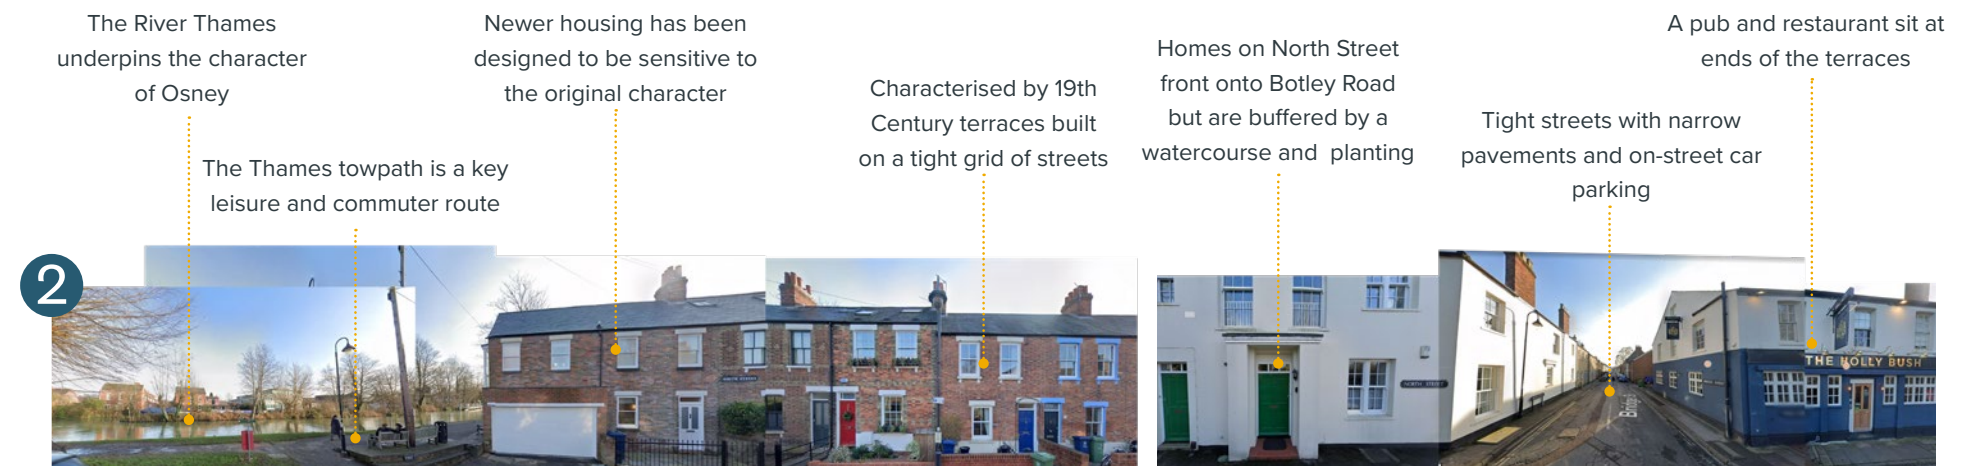 The River Thames
underpins the character
of Osney
The Thames towpath is a key
leisure and commuter route
Newer housing has been
designed to be sensitive to
the original character
Characterised by 19th
Century terraces built
on a tight grid of streets
Homes on North Street
front onto Botley Road
but are buffered by a
watercourse and planting
Tight streets with narrow
pavements and on-street car
parking
A pub and restaurant sit at
ends of the terraces
2
NORTH STREET
THE HOLLY BUSH